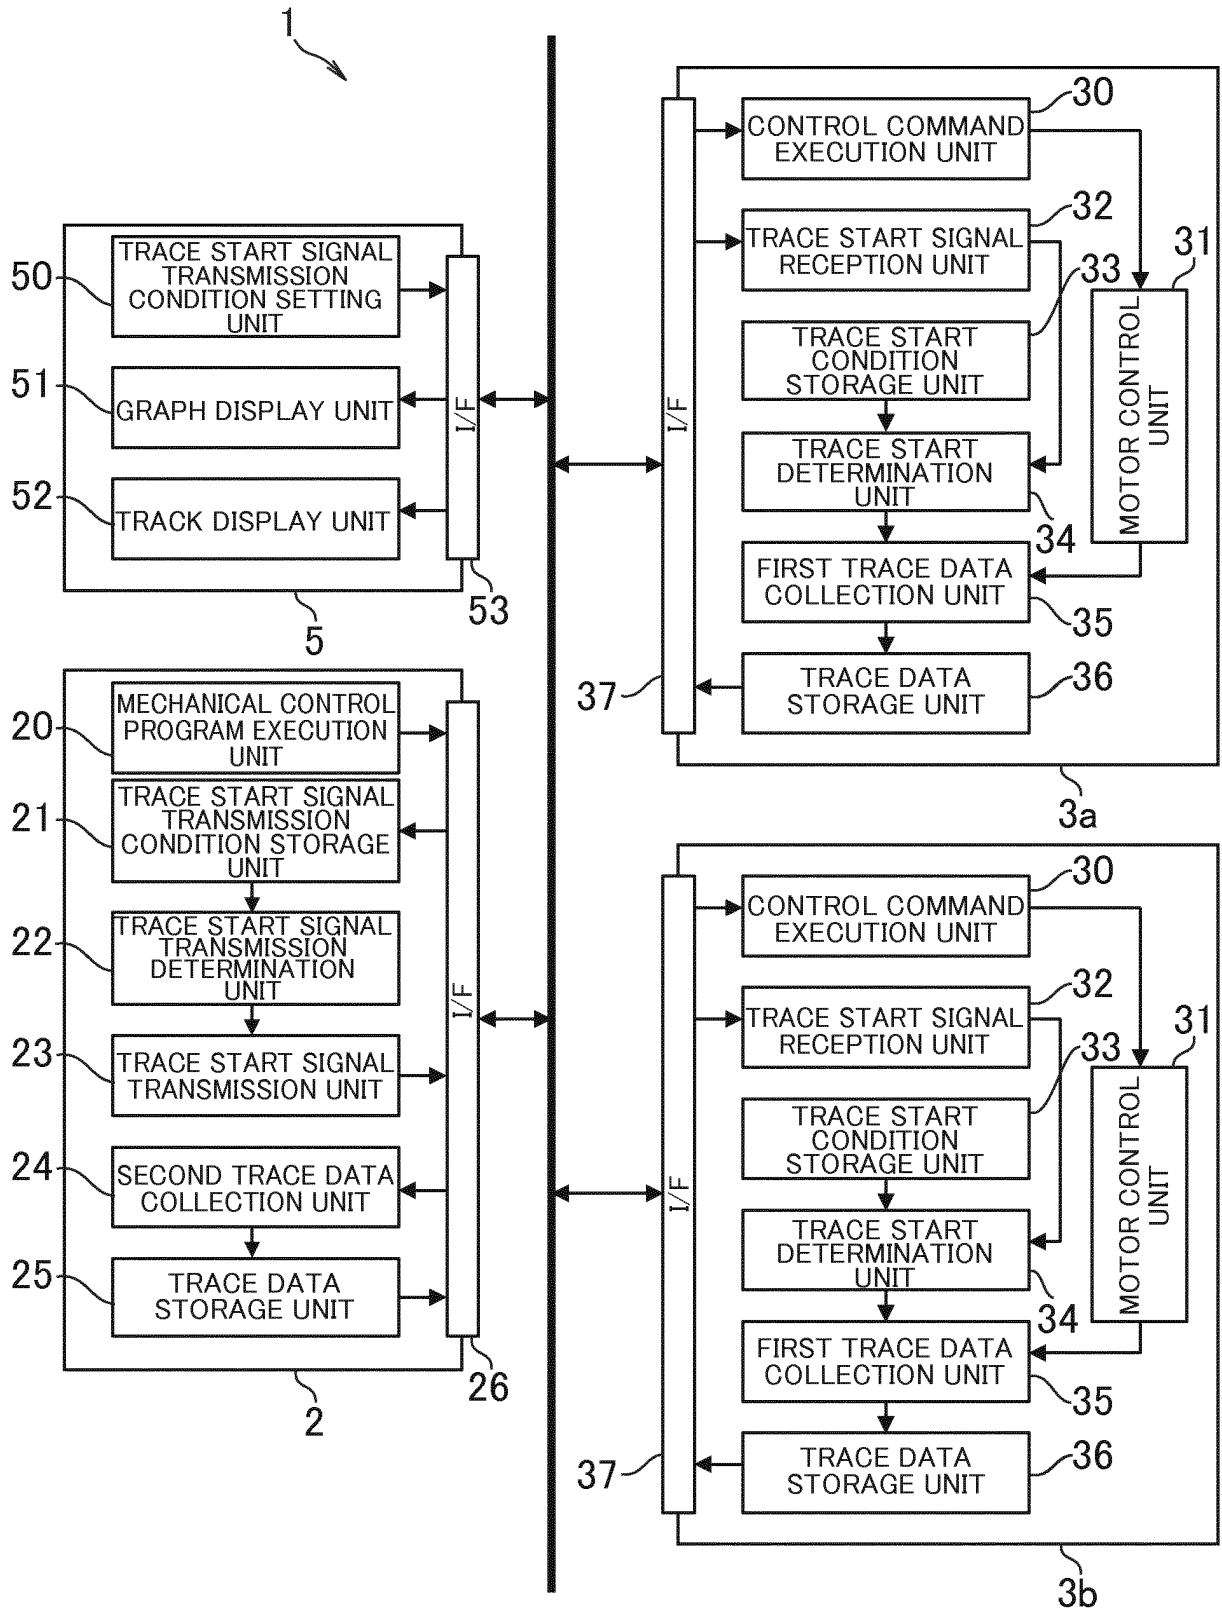 1
50
TRACE START SIGNAL
TRANSMISSION
CONDITION SETTING
UNIT
51
GRAPH DISPLAY UNIT
52
TRACK DISPLAY UNIT
I/F
53
5
20
MECHANICAL CONTROL
PROGRAM EXECUTION
UNIT
21
TRACE START SIGNAL
TRANSMISSION
CONDITION STORAGE
UNIT
22
TRACE START SIGNAL
TRANSMISSION
DETERMINATION
UNIT
23
TRACE START SIGNAL
TRANSMISSION UNIT
24
SECOND TRACE DATA
COLLECTION UNIT
25
TRACE DATA
STORAGE UNIT
I/F
26
2
30
CONTROL COMMAND
EXECUTION UNIT
32
TRACE START SIGNAL
RECEPTION UNIT
31
MOTOR CONTROL
UNIT
33
TRACE START
CONDITION
STORAGE UNIT
I/F
TRACE START
DETERMINATION
UNIT
34
FIRST TRACE DATA
COLLECTION UNIT
35
37
TRACE DATA
STORAGE UNIT
36
3a
30
CONTROL COMMAND
EXECUTION UNIT
32
TRACE START SIGNAL
RECEPTION UNIT
31
MOTOR CONTROL
UNIT
33
TRACE START
CONDITION
STORAGE UNIT
I/F
TRACE START
DETERMINATION
UNIT
34
FIRST TRACE DATA
COLLECTION UNIT
35
37
TRACE DATA
STORAGE UNIT
36
3b